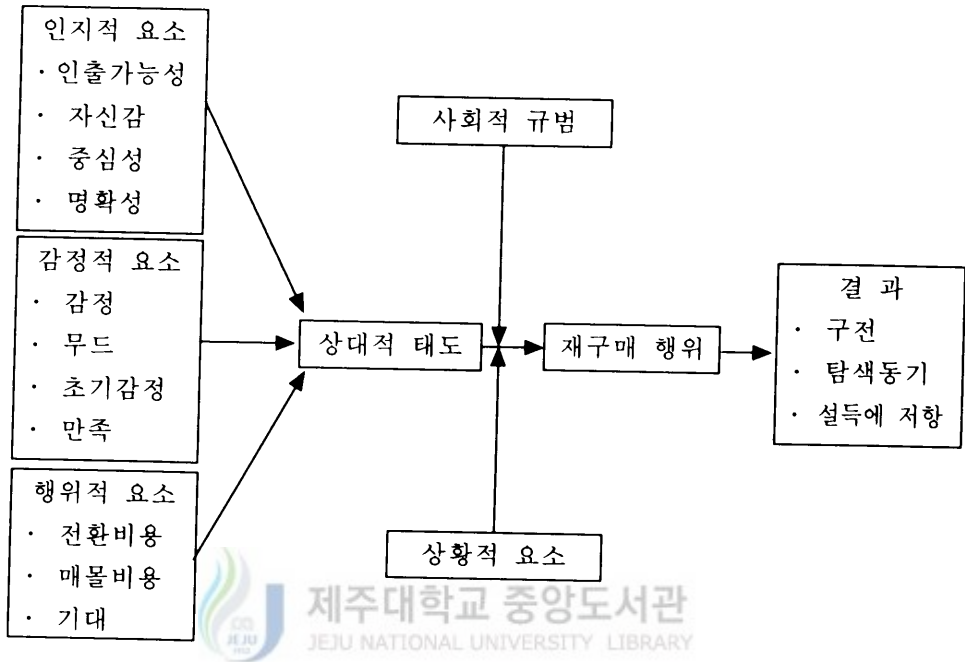 인지적 요소
· 인출가능성
· 자신감
· 중심성
· 명확성
감정적 요소
· 감정
· 무드
· 초기감정
· 만족
행위적 요소
· 전환비용
· 매몰비용
· 기대
사회적 규범
상대적 태도
재구매 행위
상황적 요소
결 과
· 구전
· 탐색동기
· 설득에 저항
제주대학교 중앙도서관
JEJU NATIONAL UNIVERSITY LIBRARY
JEJU
1952